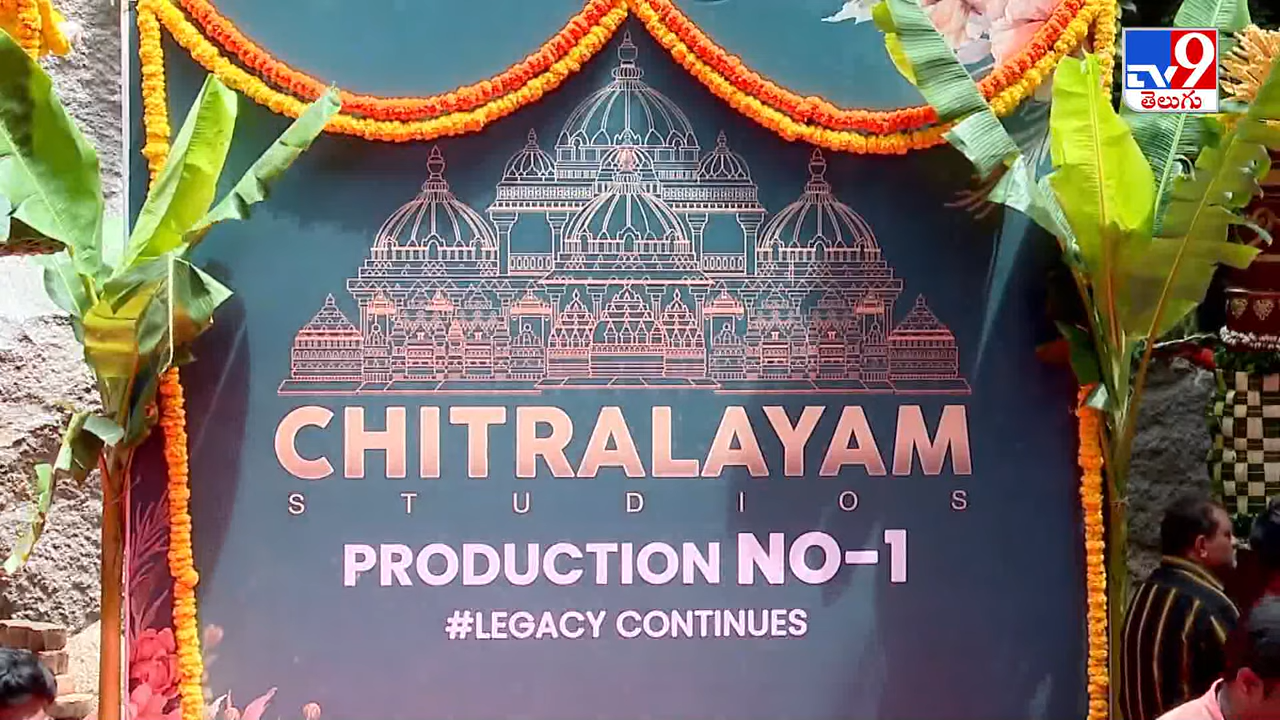 TV9
తెలుగు
CHITRALAYAM
STUDIOS
PRODUCTION NO-1
#LEGACY CONTINUES